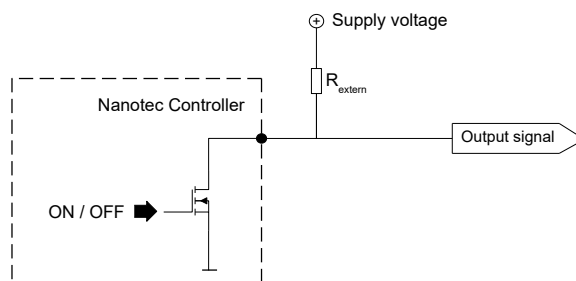 Supply voltage
R extern
Nanotec Controller
Output signal
ON / OFF